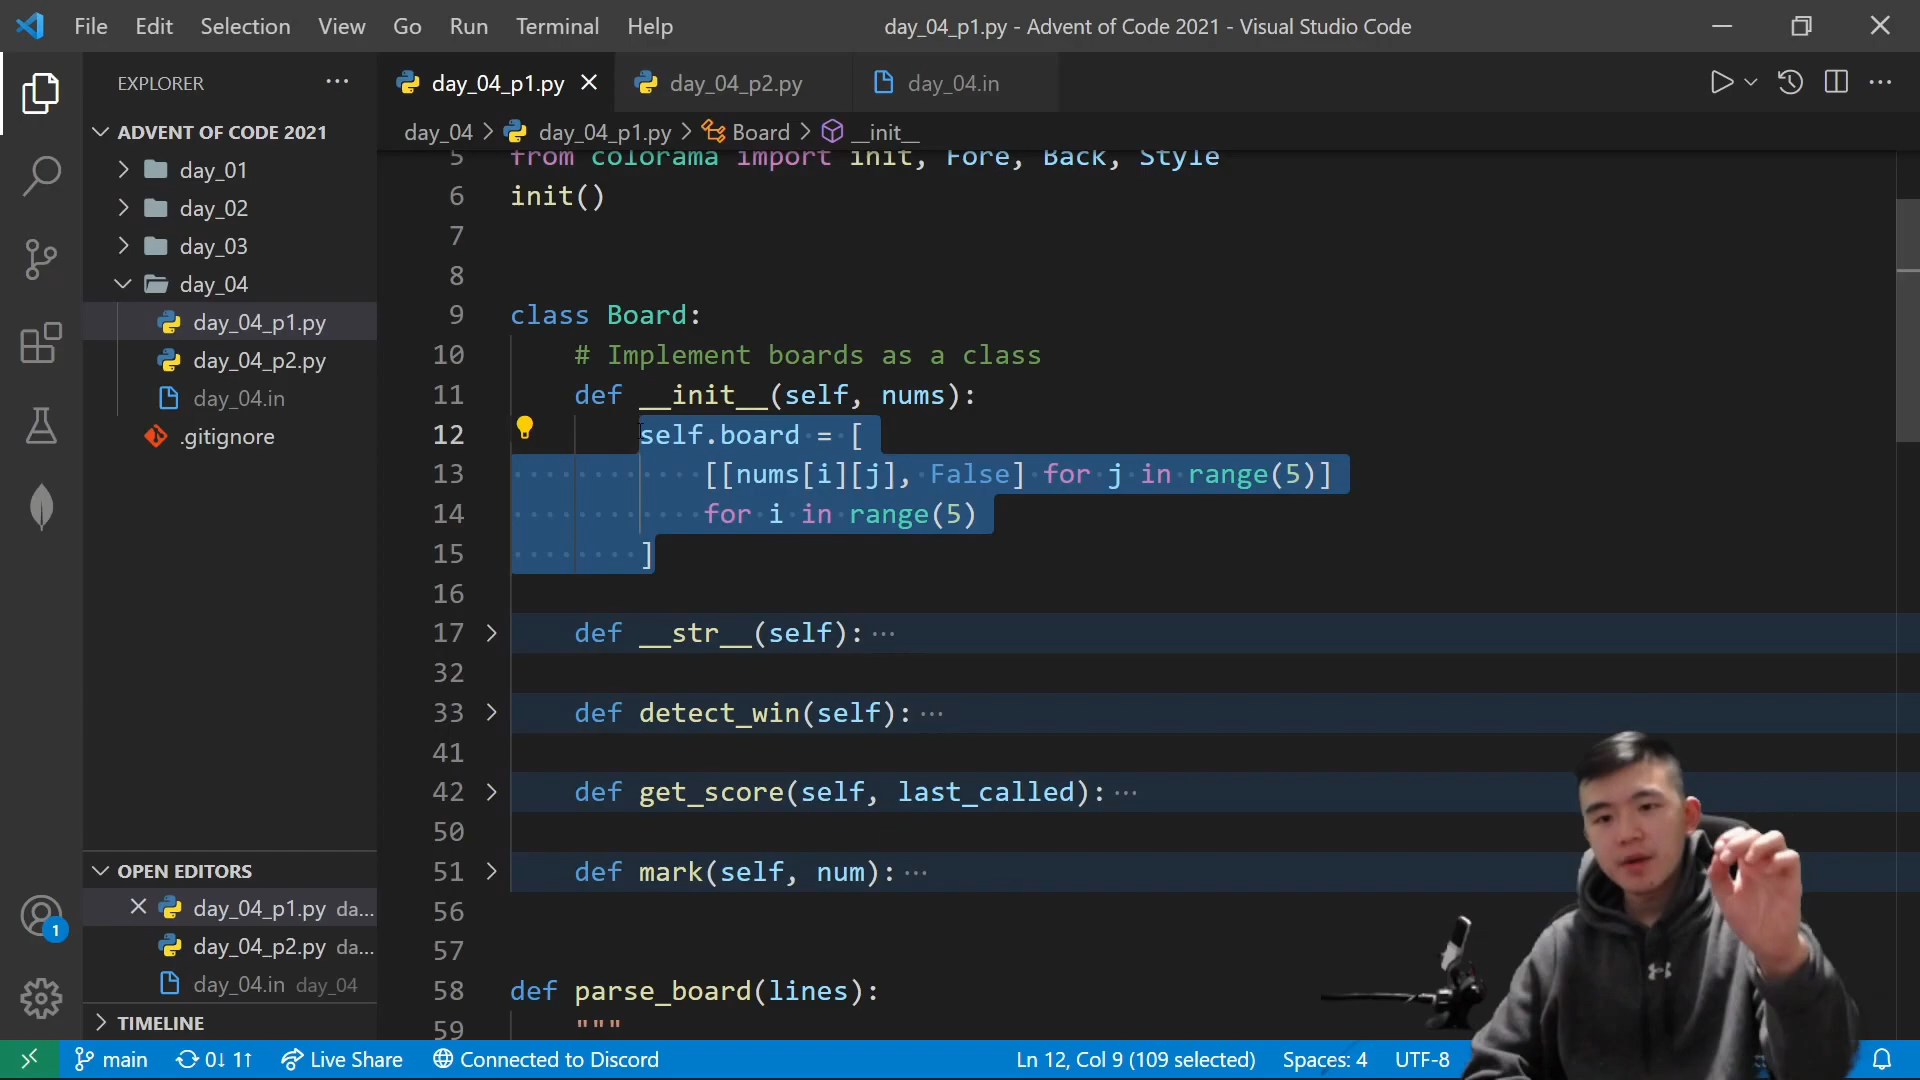 File Edit Selection View Go Run Terminal Help day_04_p1.py - Advent of Code 2021 - Visual Studio Code
EXPLORER
ADVENT OF CODE 2021
day_01
day_02
day_03
day_04
day_04_p1.py
day_04_p2.py
day_04.in
.gitignore
OPEN EDITORS
day_04_p1.py da...
day_04_p2.py da...
day_04.in day_04
TIMELINE
1
day_04_p1.py day_04_p2.py day_04.in
day_04 > day_04_p1.py > Board > __init__
5 from colorama import init, Fore, Back, Style
6 init()
7
8
9 class Board:
10 # Implement boards as a class
11 def __init__(self, nums):
12 self.board = [
13 [[nums[i][j], False] for j in range(5)]
14 for i in range(5)
15 ]
16
17 def __str__(self): ...
32
33 def detect_win(self): ...
41
42 def get_score(self, last_called): ...
50
51 def mark(self, num): ...
56
57
58 def parse_board(lines):
59 """
main 0↓ 1↑ Live Share Connected to Discord Ln 12, Col 9 (109 selected) Spaces: 4 UTF-8